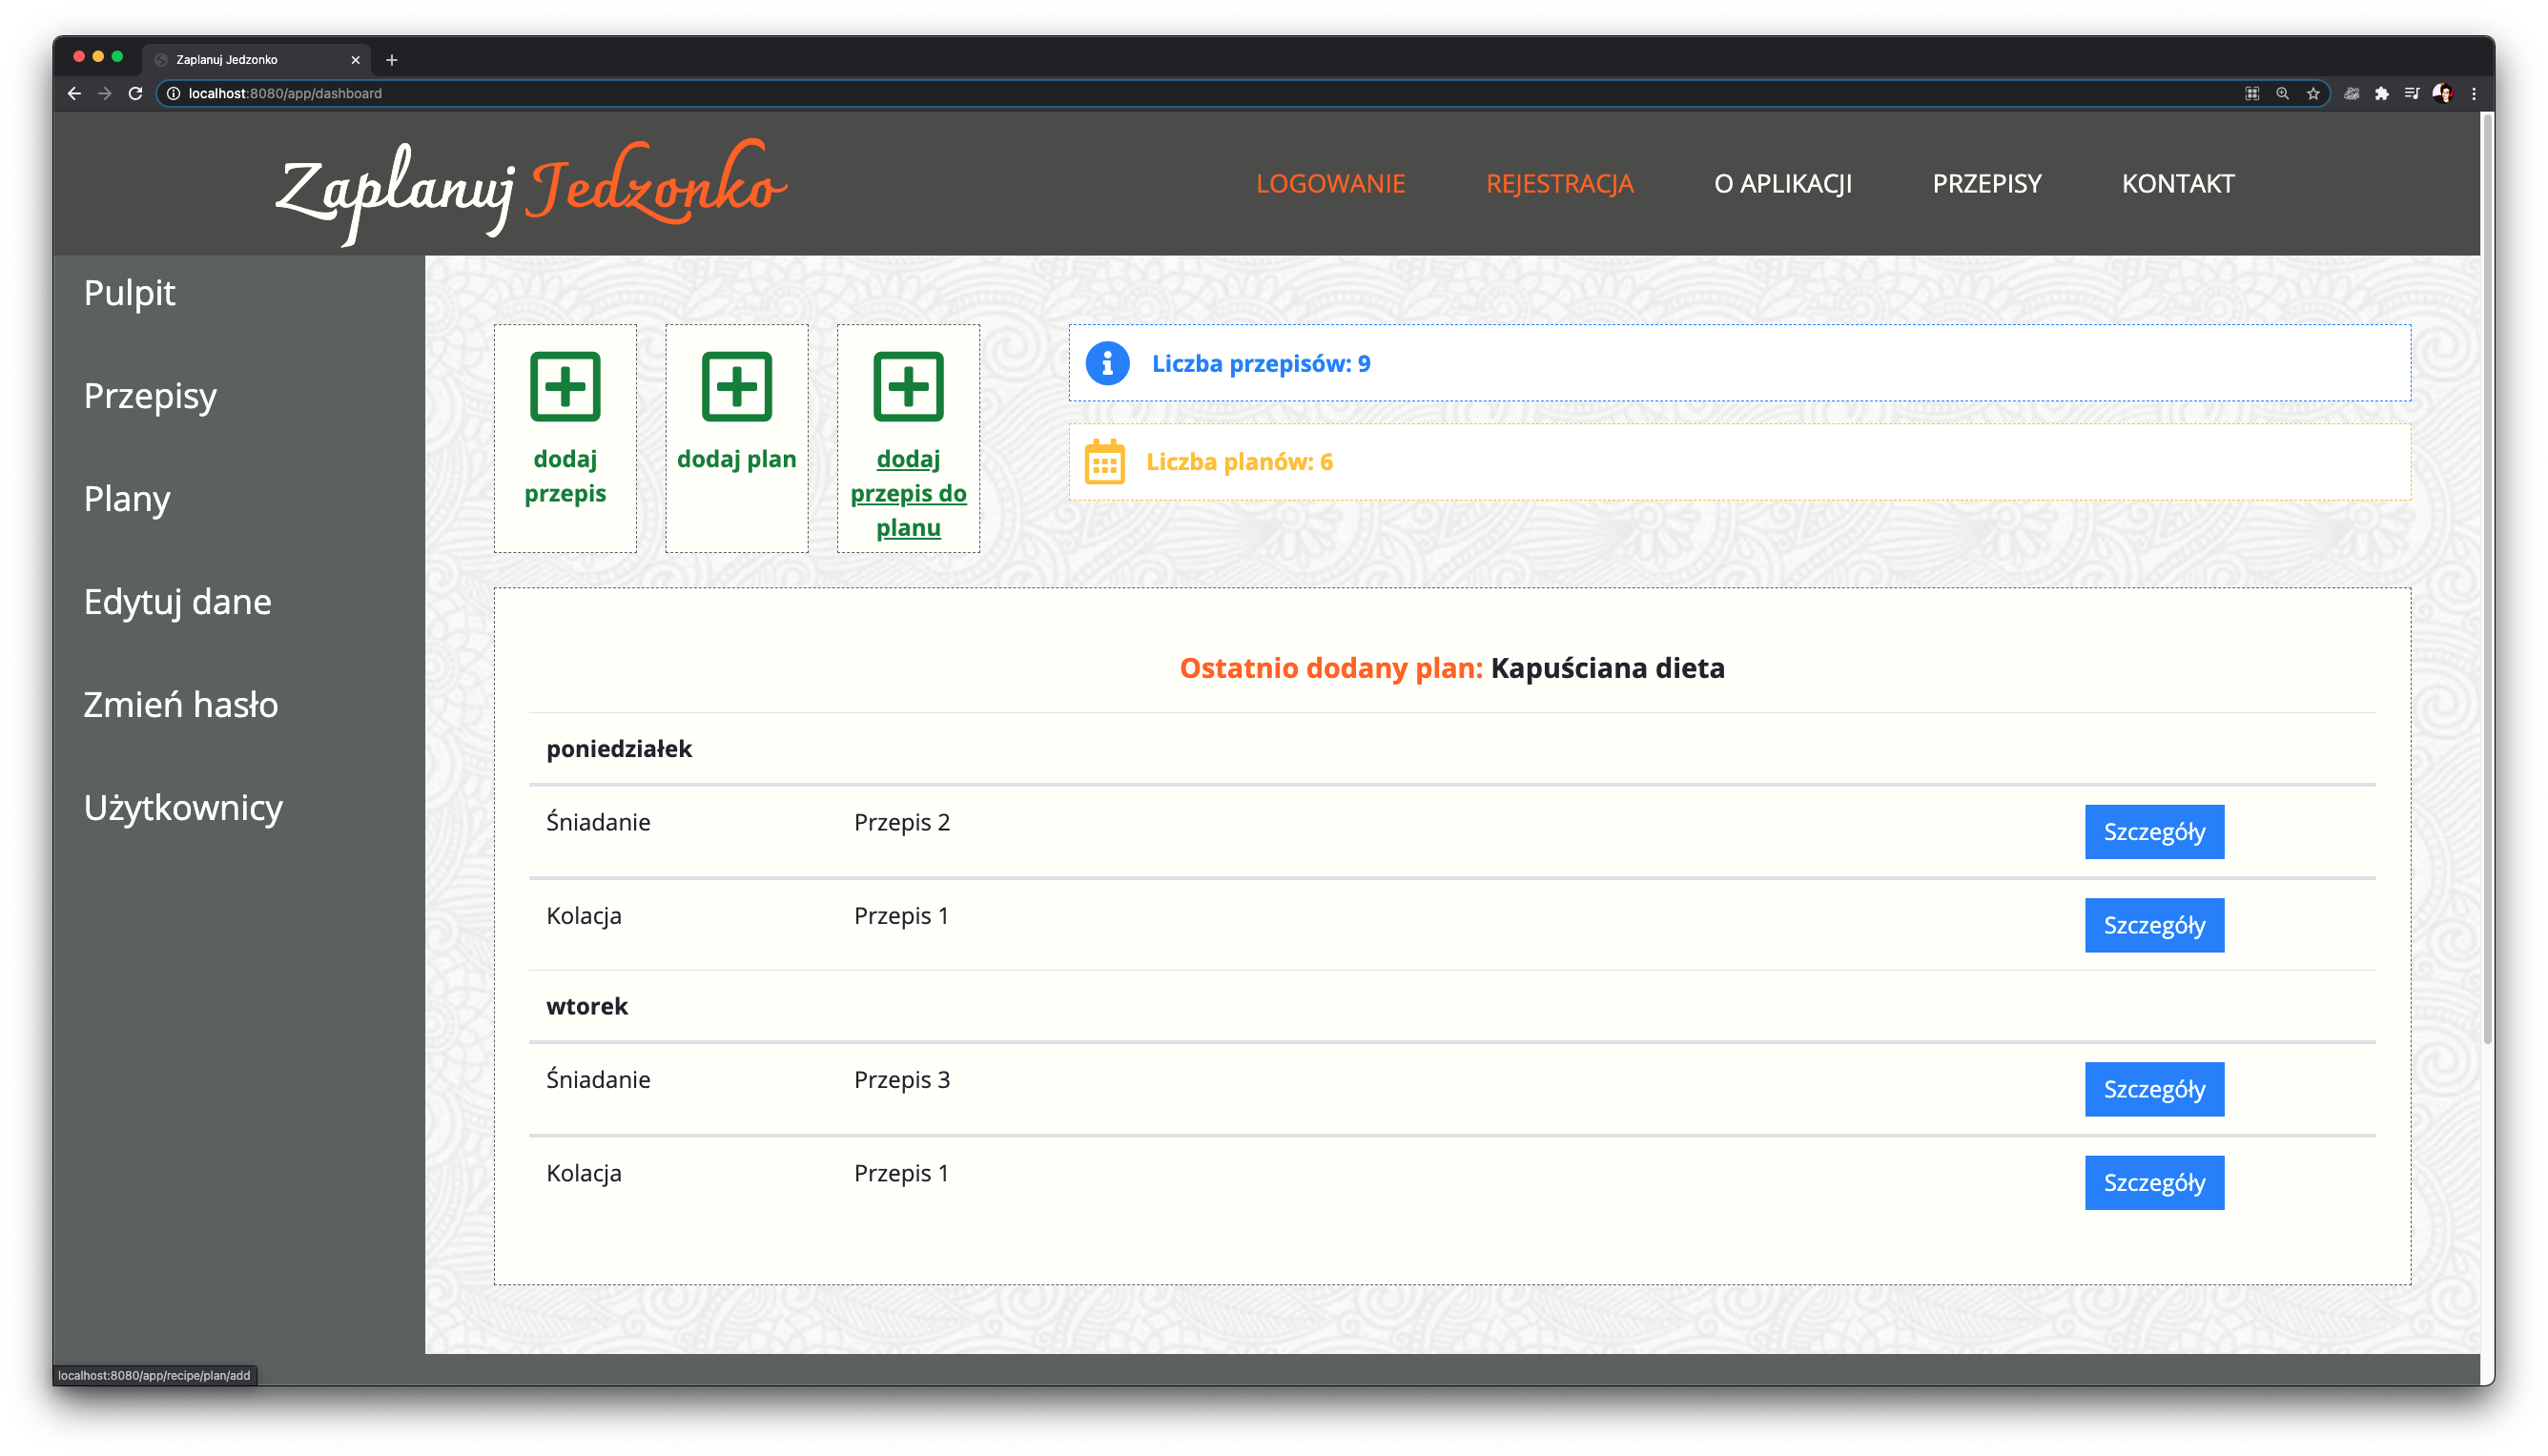 Zaplanuj Jedzonko
localhost:8080/app/dashboard
Zaplanuj Jedzonko
LOGOWANIE
REJESTRACJA
O APLIKACJI
PRZEPISY
KONTAKT
Pulpit
Przepisy
Plany
Edytuj dane
Zmień hasło
Użytkownicy
dodaj
przepis
dodaj plan
dodaj
przepis do
planu
Liczba przepisów: 9
Liczba planów: 6
Ostatnio dodany plan: Kapuściana dieta
poniedziałek
Śniadanie Przepis 2 Szczegóły
Kolacja Przepis 1 Szczegóły
wtorek
Śniadanie Przepis 3 Szczegóły
Kolacja Przepis 1 Szczegóły
localhost:8080/app/recipe/plan/add